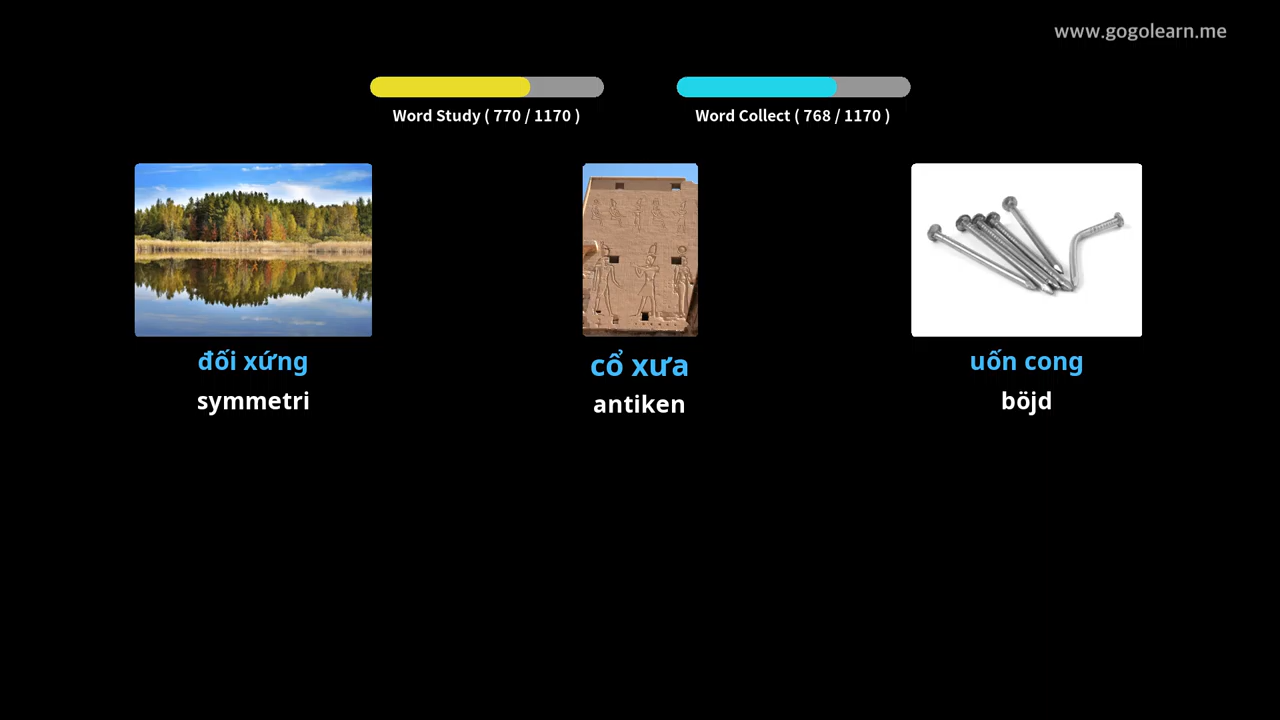 www.gogolearn.me
Word Study ( 770 / 1170 )
Word Collect ( 768 / 1170 )
đối xứng
symmetri
cổ xưa
antiken
uốn cong
böjd